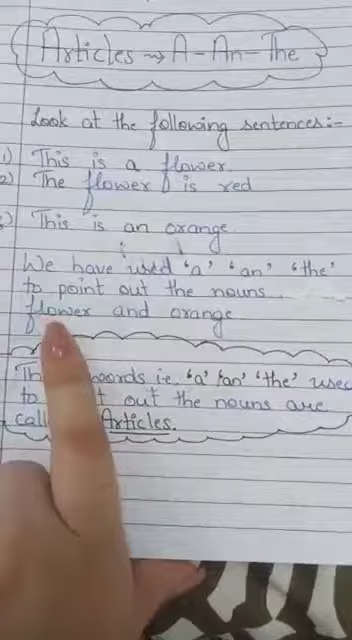 Articles → A-An-The
Look at the following sentences:-
1) This is a flower
2) The flower is red
3) This is an orange
We have used 'a' 'an' 'the'
to point out the nouns
flower and orange
words i.e. 'a' 'an' 'the' used
to out the nouns are
Articles.